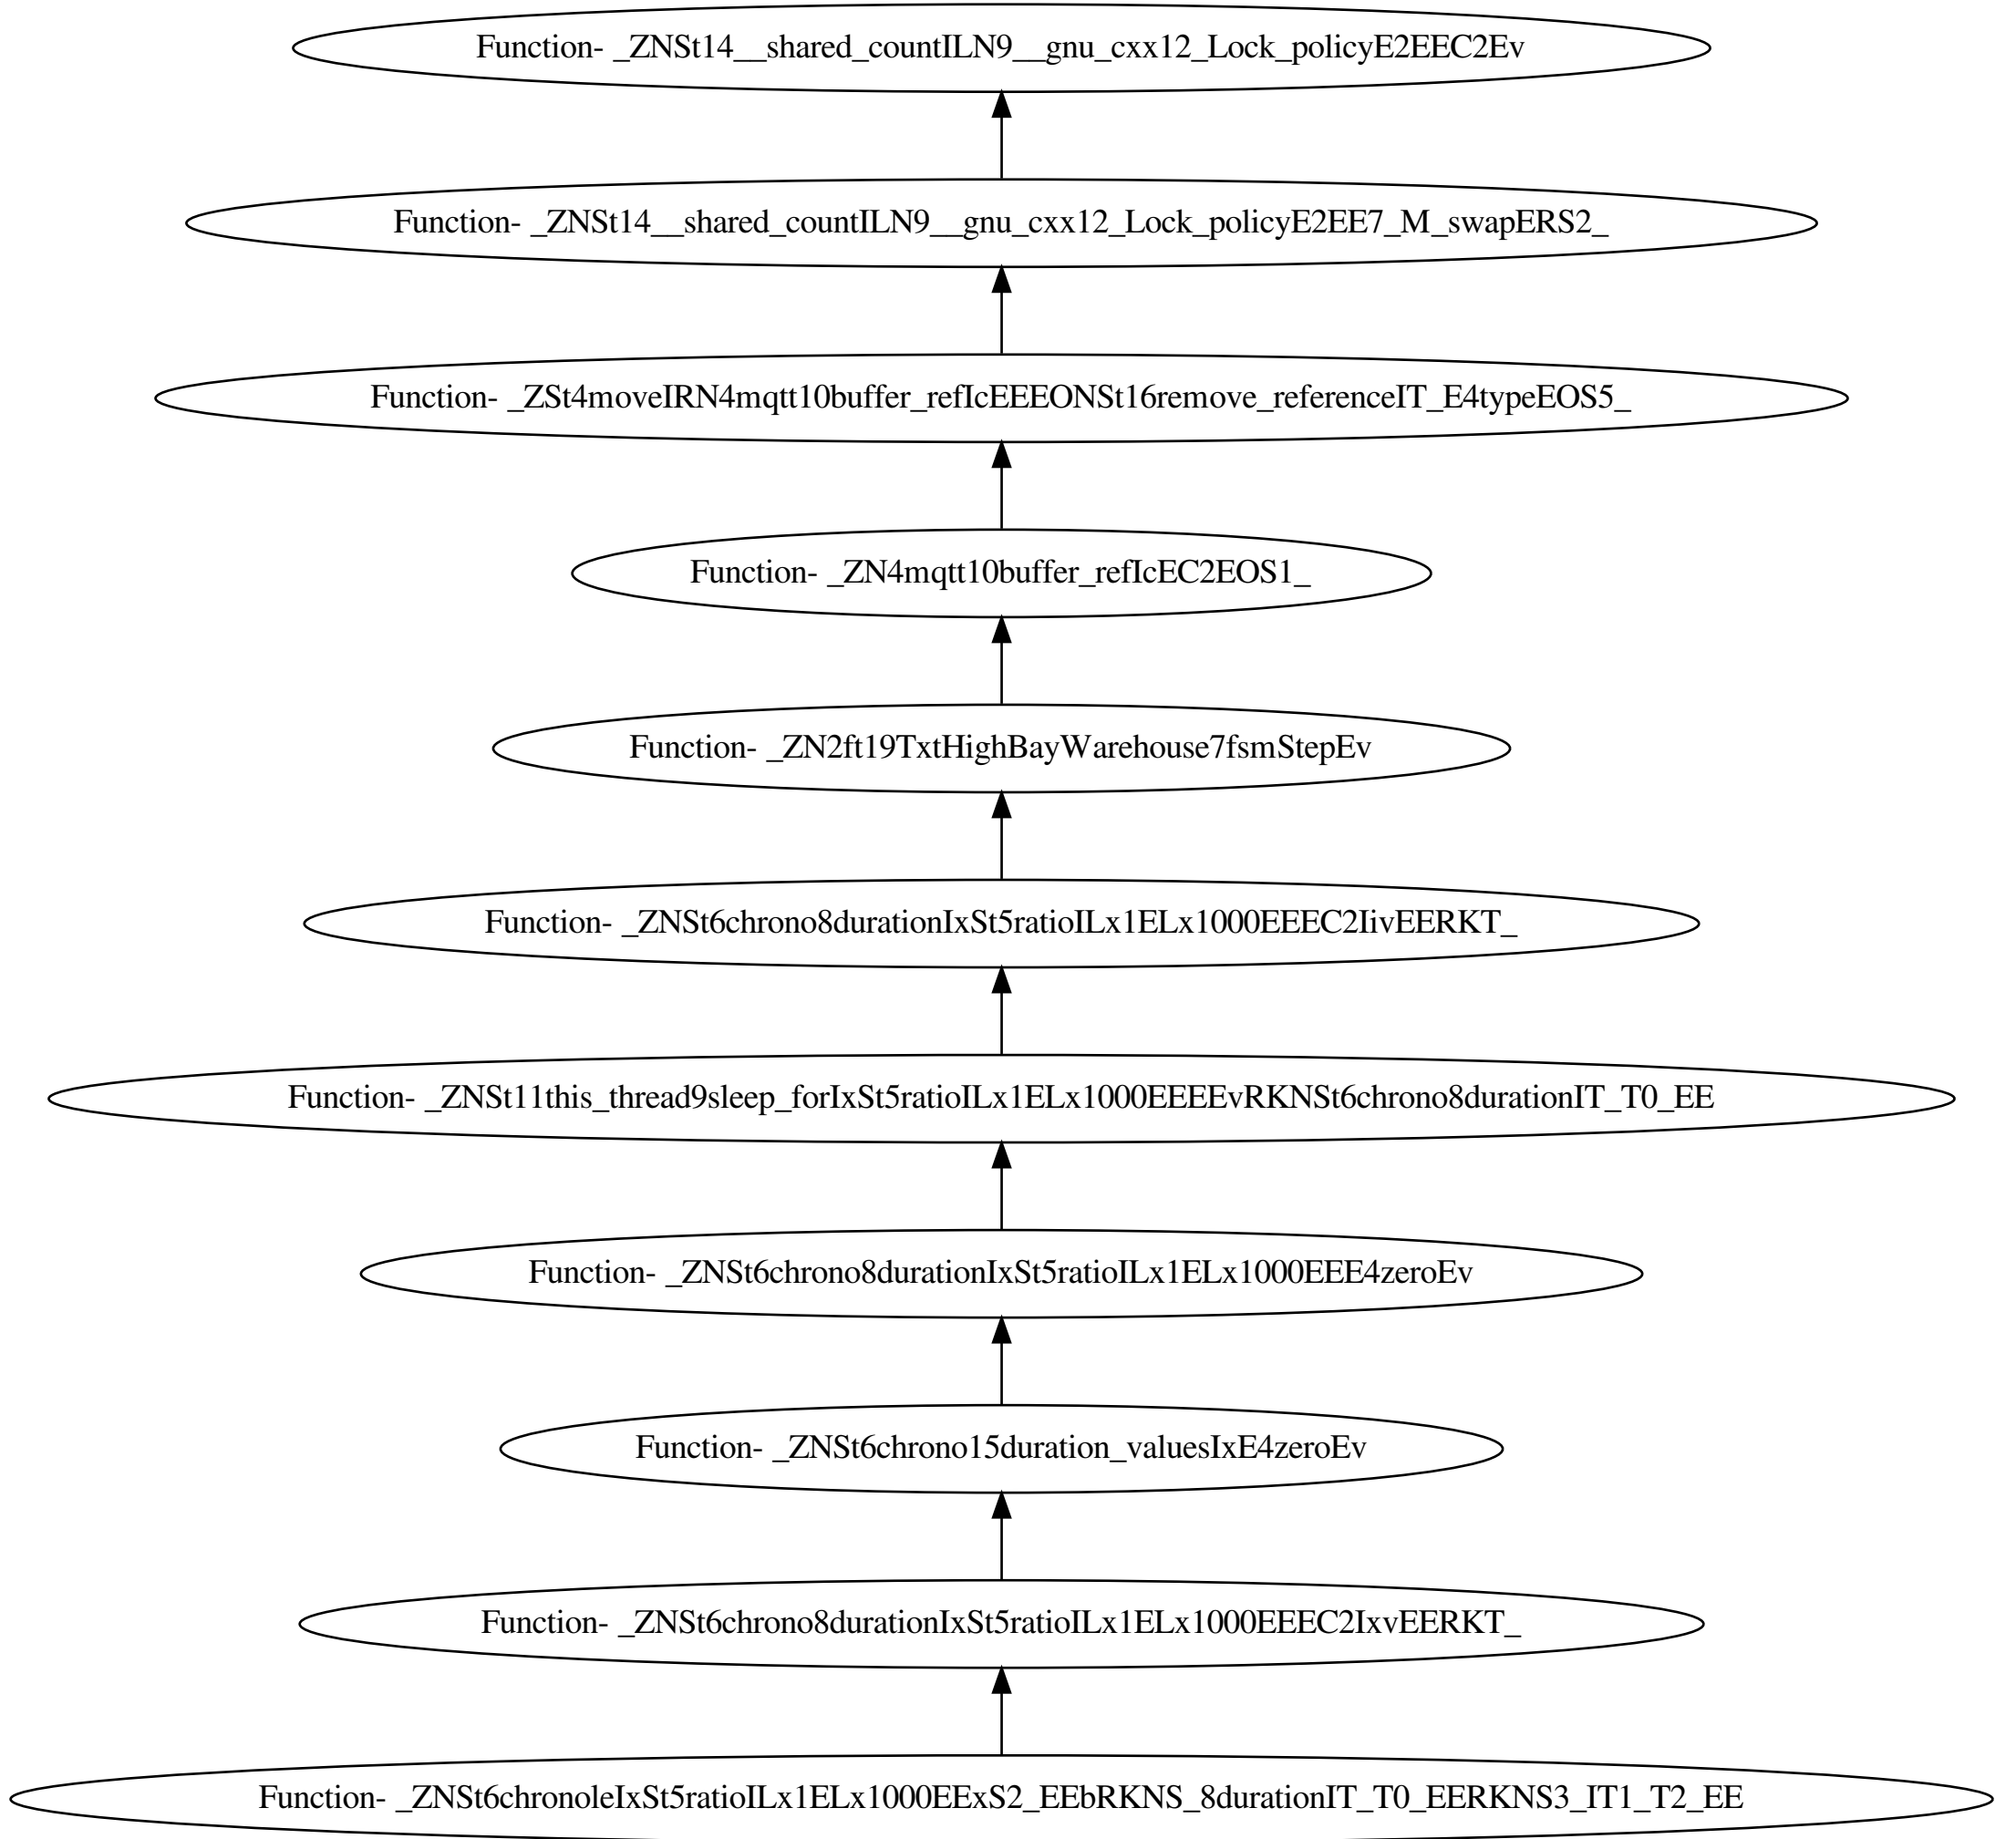 Function- _ZNSt14__shared_countILN9__gnu_cxx12_Lock_policyE2EEC2Ev
Function- _ZNSt14__shared_countILN9__gnu_cxx12_Lock_policyE2EE7_M_swapERS2_
Function- _ZSt4moveIRN4mqtt10buffer_refIcEEEONSt16remove_referenceIT_E4typeEOS5_
Function- _ZN4mqtt10buffer_refIcEC2EOS1_
Function- _ZN2ft19TxtHighBayWarehouse7fsmStepEv
Function- _ZNSt6chrono8durationIxSt5ratioILx1ELx1000EEEC2IivEERKT_
Function- _ZNSt11this_thread9sleep_forIxSt5ratioILx1ELx1000EEEEvRKNSt6chrono8durationIT_T0_EE
Function- _ZNSt6chrono8durationIxSt5ratioILx1ELx1000EEE4zeroEv
Function- _ZNSt6chrono15duration_valuesIxE4zeroEv
Function- _ZNSt6chrono8durationIxSt5ratioILx1ELx1000EEEC2IxvEERKT_
Function- _ZNSt6chronoleIxSt5ratioILx1ELx1000EExS2_EEbRKNS_8durationIT_T0_EERKNS3_IT1_T2_EE